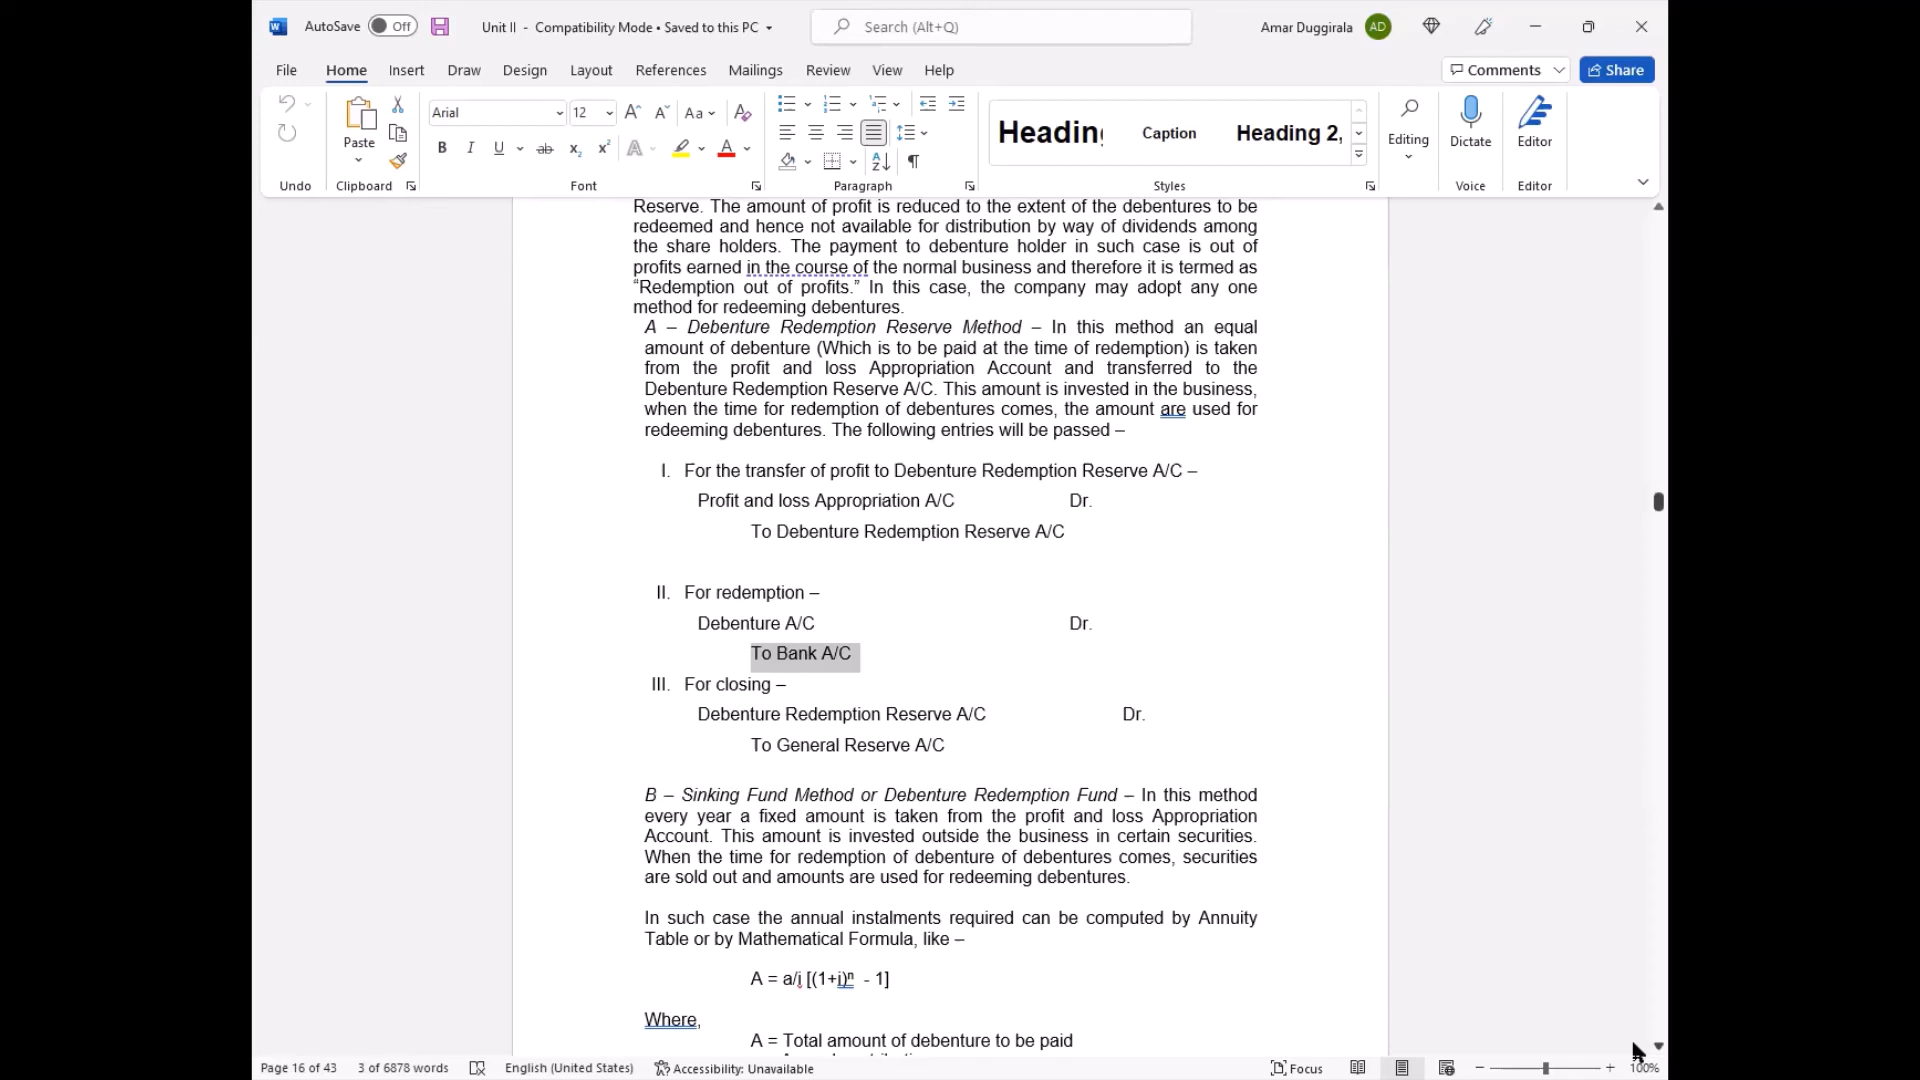 AutoSave Off Unit II - Compatibility Mode • Saved to this PC Search (Alt+Q) Amar Duggirala AD
File Home Insert Draw Design Layout References Mailings Review View Help Comments Share
Paste Arial 12 Aa Heading Caption Heading 2, Editing Dictate Editor
B I U ab x₂ x² A A
Undo Clipboard Font Paragraph Styles Voice Editor
Reserve. The amount of profit is reduced to the extent of the debentures to be
redeemed and hence not available for distribution by way of dividends among
the share holders. The payment to debenture holder in such case is out of
profits earned in the course of the normal business and therefore it is termed as
“Redemption out of profits.” In this case, the company may adopt any one
method for redeeming debentures.
A – Debenture Redemption Reserve Method – In this method an equal
amount of debenture (Which is to be paid at the time of redemption) is taken
from the profit and loss Appropriation Account and transferred to the
Debenture Redemption Reserve A/C. This amount is invested in the business,
when the time for redemption of debentures comes, the amount are used for
redeeming debentures. The following entries will be passed –
I. For the transfer of profit to Debenture Redemption Reserve A/C –
Profit and loss Appropriation A/C Dr.
To Debenture Redemption Reserve A/C
II. For redemption –
Debenture A/C Dr.
To Bank A/C
III. For closing –
Debenture Redemption Reserve A/C Dr.
To General Reserve A/C
B – Sinking Fund Method or Debenture Redemption Fund – In this method
every year a fixed amount is taken from the profit and loss Appropriation
Account. This amount is invested outside the business in certain securities.
When the time for redemption of debenture of debentures comes, securities
are sold out and amounts are used for redeeming debentures.
In such case the annual instalments required can be computed by Annuity
Table or by Mathematical Formula, like –
A = a/i [(1+i)ⁿ - 1]
Where,
A = Total amount of debenture to be paid
Page 16 of 43 3 of 6878 words English (United States) Accessibility: Unavailable Focus 100%